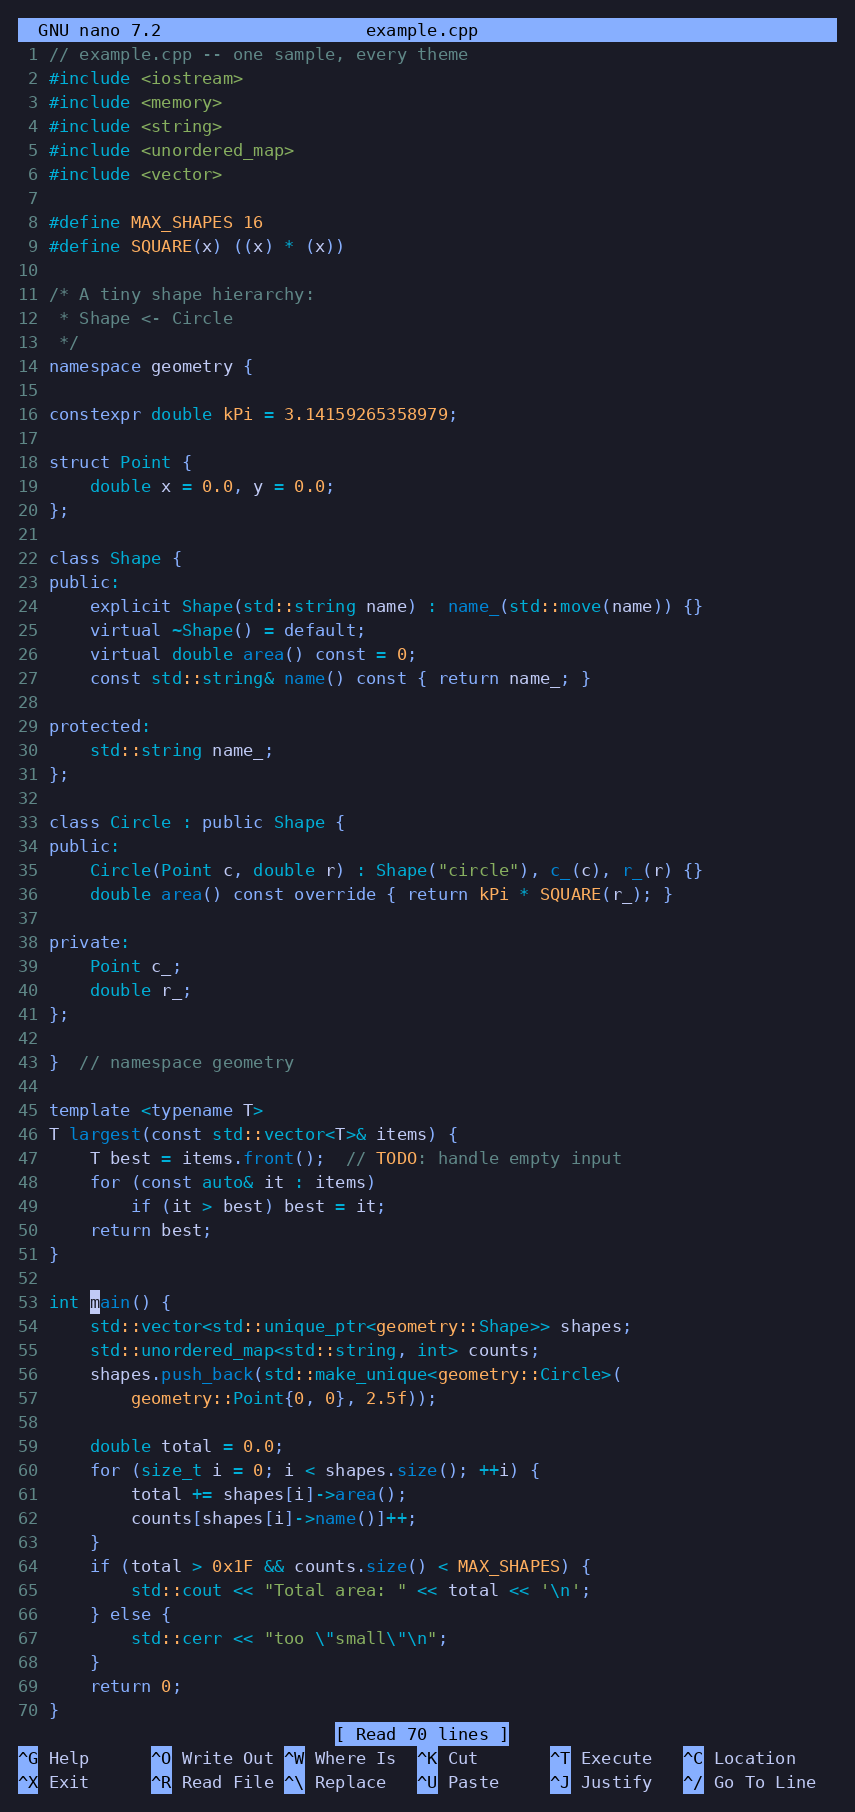 GNU nano 7.2                    example.cpp
 1 // example.cpp -- one sample, every theme
 2 #include <iostream>
 3 #include <memory>
 4 #include <string>
 5 #include <unordered_map>
 6 #include <vector>
 7
 8 #define MAX_SHAPES 16
 9 #define SQUARE(x) ((x) * (x))
10
11 /* A tiny shape hierarchy:
12  * Shape <- Circle
13  */
14 namespace geometry {
15
16 constexpr double kPi = 3.14159265358979;
17
18 struct Point {
19     double x = 0.0, y = 0.0;
20 };
21
22 class Shape {
23 public:
24     explicit Shape(std::string name) : name_(std::move(name)) {}
25     virtual ~Shape() = default;
26     virtual double area() const = 0;
27     const std::string& name() const { return name_; }
28
29 protected:
30     std::string name_;
31 };
32
33 class Circle : public Shape {
34 public:
35     Circle(Point c, double r) : Shape("circle"), c_(c), r_(r) {}
36     double area() const override { return kPi * SQUARE(r_); }
37
38 private:
39     Point c_;
40     double r_;
41 };
42
43 }  // namespace geometry
44
45 template <typename T>
46 T largest(const std::vector<T>& items) {
47     T best = items.front();  // TODO: handle empty input
48     for (const auto& it : items)
49         if (it > best) best = it;
50     return best;
51 }
52
53 int main() {
54     std::vector<std::unique_ptr<geometry::Shape>> shapes;
55     std::unordered_map<std::string, int> counts;
56     shapes.push_back(std::make_unique<geometry::Circle>(
57         geometry::Point{0, 0}, 2.5f));
58
59     double total = 0.0;
60     for (size_t i = 0; i < shapes.size(); ++i) {
61         total += shapes[i]->area();
62         counts[shapes[i]->name()]++;
63     }
64     if (total > 0x1F && counts.size() < MAX_SHAPES) {
65         std::cout << "Total area: " << total << '\n';
66     } else {
67         std::cerr << "too \"small\"\n";
68     }
69     return 0;
70 }
[ Read 70 lines ]
^G Help      ^O Write Out ^W Where Is  ^K Cut       ^T Execute   ^C Location
^X Exit      ^R Read File ^\ Replace   ^U Paste     ^J Justify   ^/ Go To Line